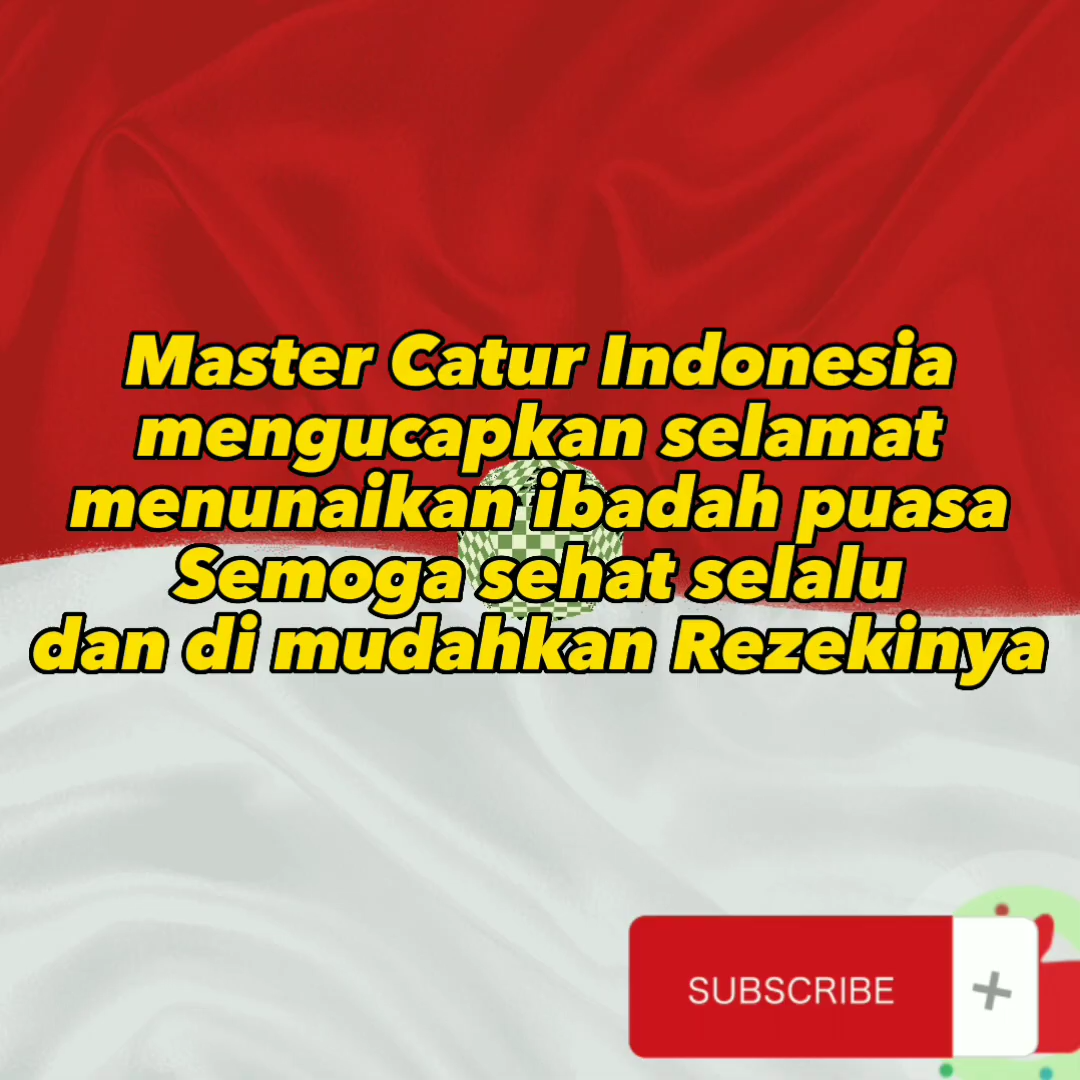 Master Catur Indonesia
mengucapkan selamat
menunaikan ibadah puasa
Semoga sehat selalu
dan di mudahkan Rezekinya
SUBSCRIBE
+